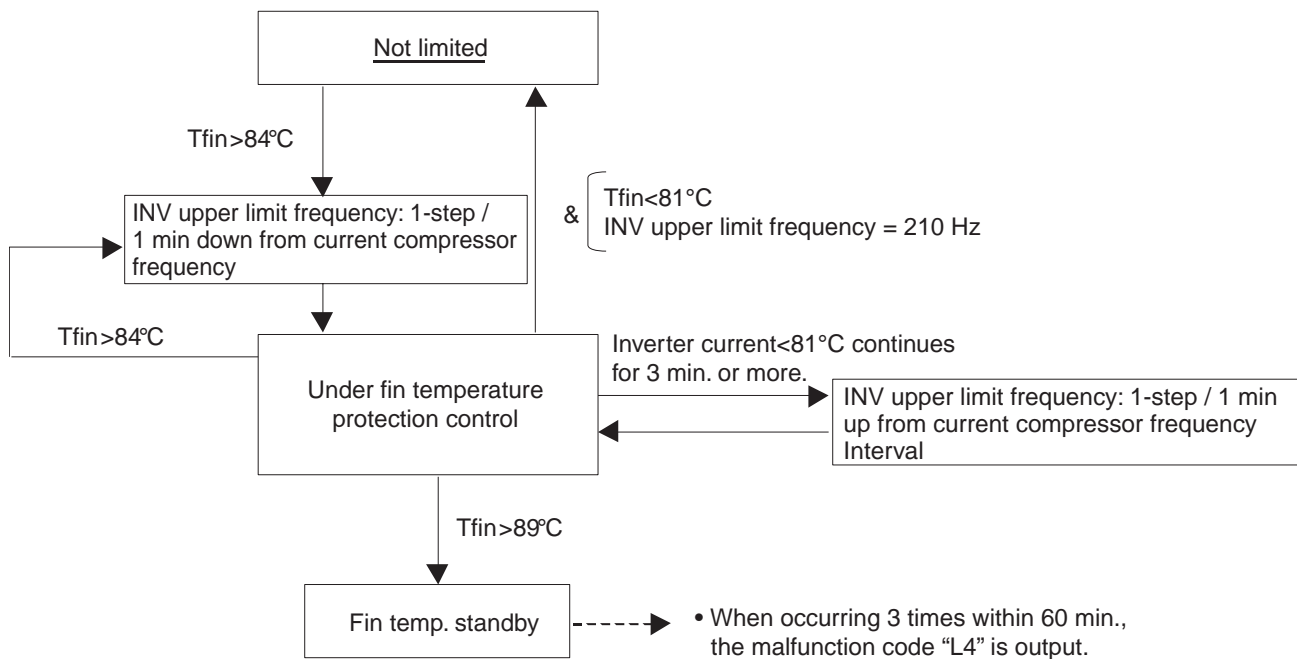 Not limited
Tfin>84°C
&
Tfin<81°C
INV upper limit frequency = 210 Hz
INV upper limit frequency: 1-step /
1 min down from current compressor
frequency
Tfin>84°C
Under fin temperature
protection control
Inverter current<81°C continues
for 3 min. or more.
INV upper limit frequency: 1-step / 1 min
up from current compressor frequency
Interval
Tfin>89°C
Fin temp. standby
• When occurring 3 times within 60 min.,
the malfunction code “L4” is output.